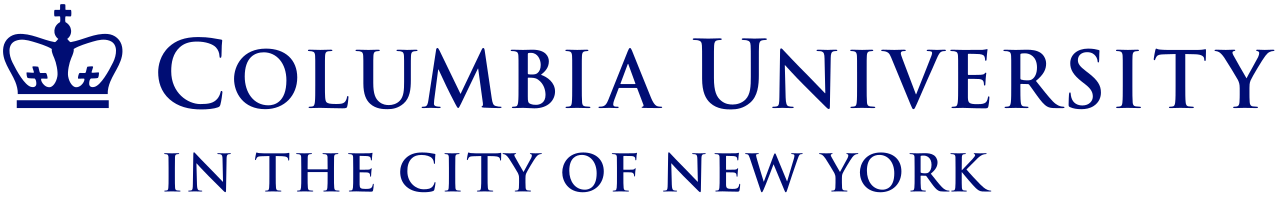 COLUMBIA UNIVERSITY
IN THE CITY OF NEW YORK